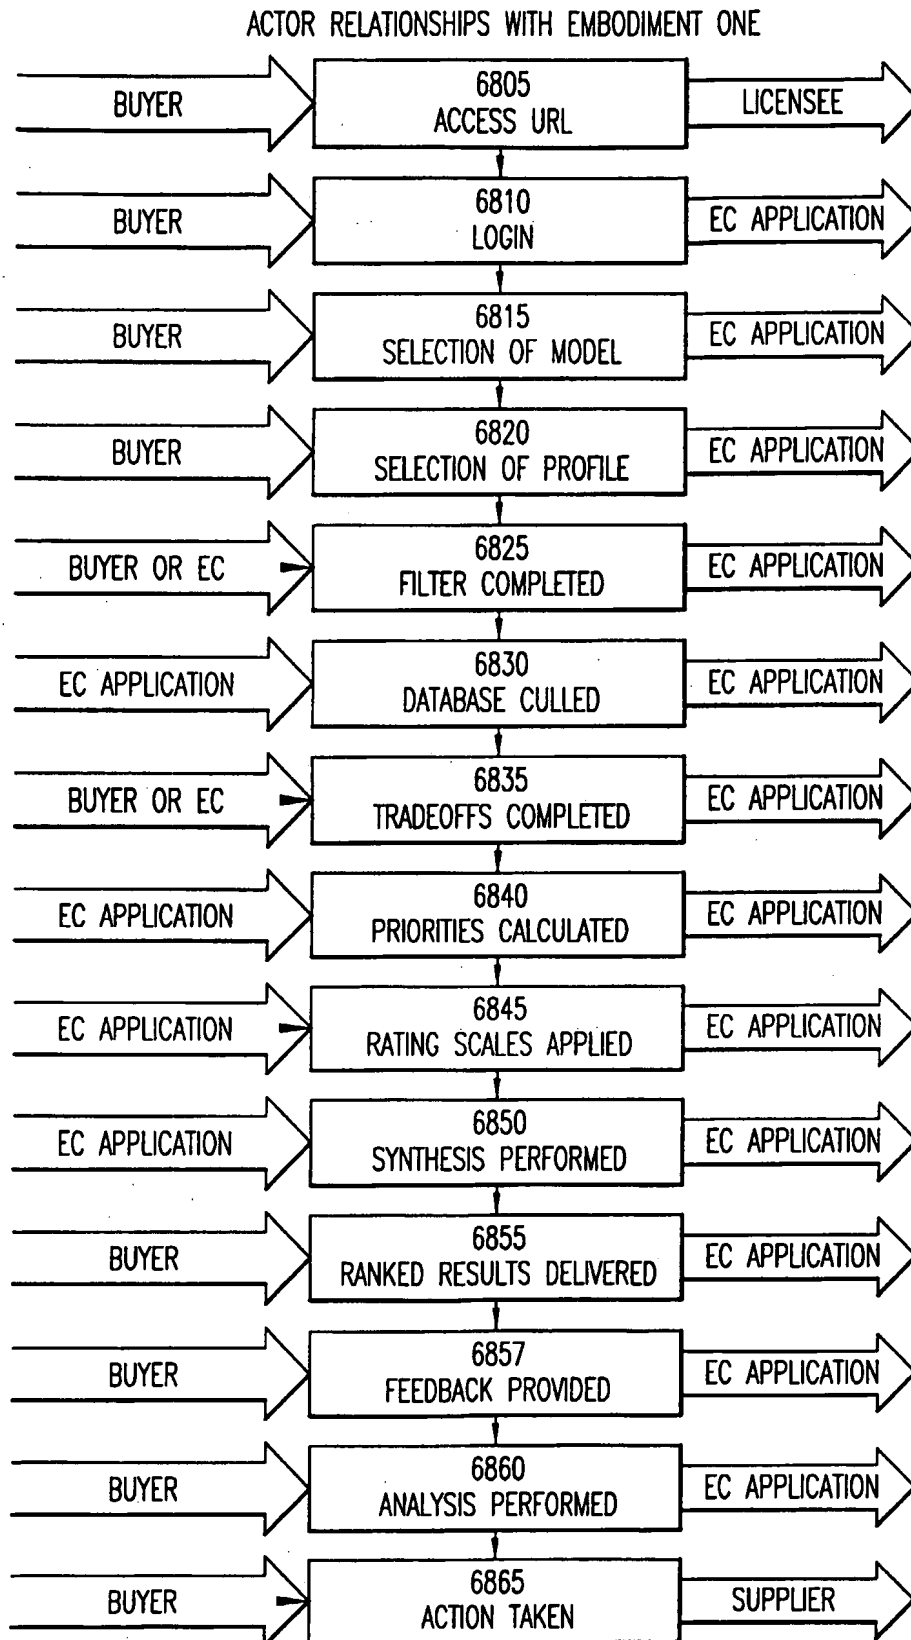 ACTOR RELATIONSHIPS WITH EMBODIMENT ONE
BUYER
6805
ACCESS URL
LICENSEE
BUYER
6810
LOGIN
EC APPLICATION
BUYER
6815
SELECTION OF MODEL
EC APPLICATION
BUYER
6820
SELECTION OF PROFILE
EC APPLICATION
BUYER OR EC
6825
FILTER COMPLETED
EC APPLICATION
EC APPLICATION
6830
DATABASE CULLED
EC APPLICATION
BUYER OR EC
6835
TRADEOFFS COMPLETED
EC APPLICATION
EC APPLICATION
6840
PRIORITIES CALCULATED
EC APPLICATION
EC APPLICATION
6845
RATING SCALES APPLIED
EC APPLICATION
EC APPLICATION
6850
SYNTHESIS PERFORMED
EC APPLICATION
BUYER
6855
RANKED RESULTS DELIVERED
EC APPLICATION
BUYER
6857
FEEDBACK PROVIDED
EC APPLICATION
BUYER
6860
ANALYSIS PERFORMED
EC APPLICATION
BUYER
6865
ACTION TAKEN
SUPPLIER